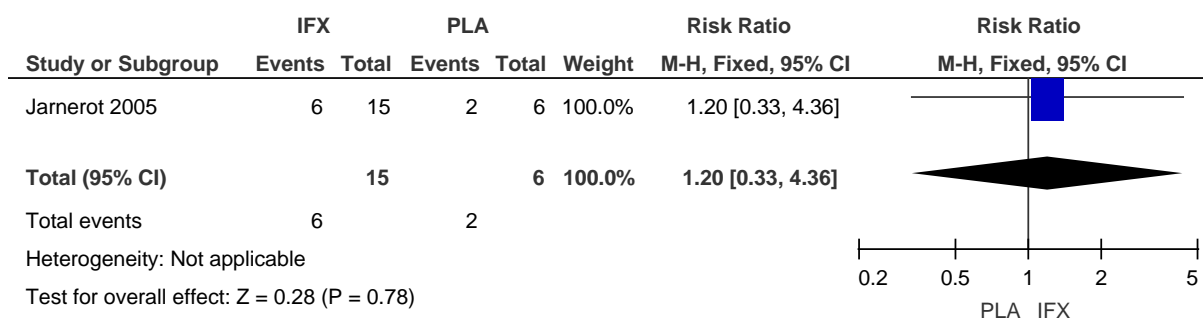 IFX PLA Risk Ratio Risk Ratio
Study or Subgroup Events Total Events Total Weight M-H, Fixed, 95% CI M-H, Fixed, 95% CI
Jarnerot 2005 6 15 2 6 100.0% 1.20 [0.33, 4.36]
Total (95% CI) 15 6 100.0% 1.20 [0.33, 4.36]
Total events 6 2
Heterogeneity: Not applicable
Test for overall effect: Z = 0.28 (P = 0.78)
0.2 0.5 1 2 5
PLA IFX